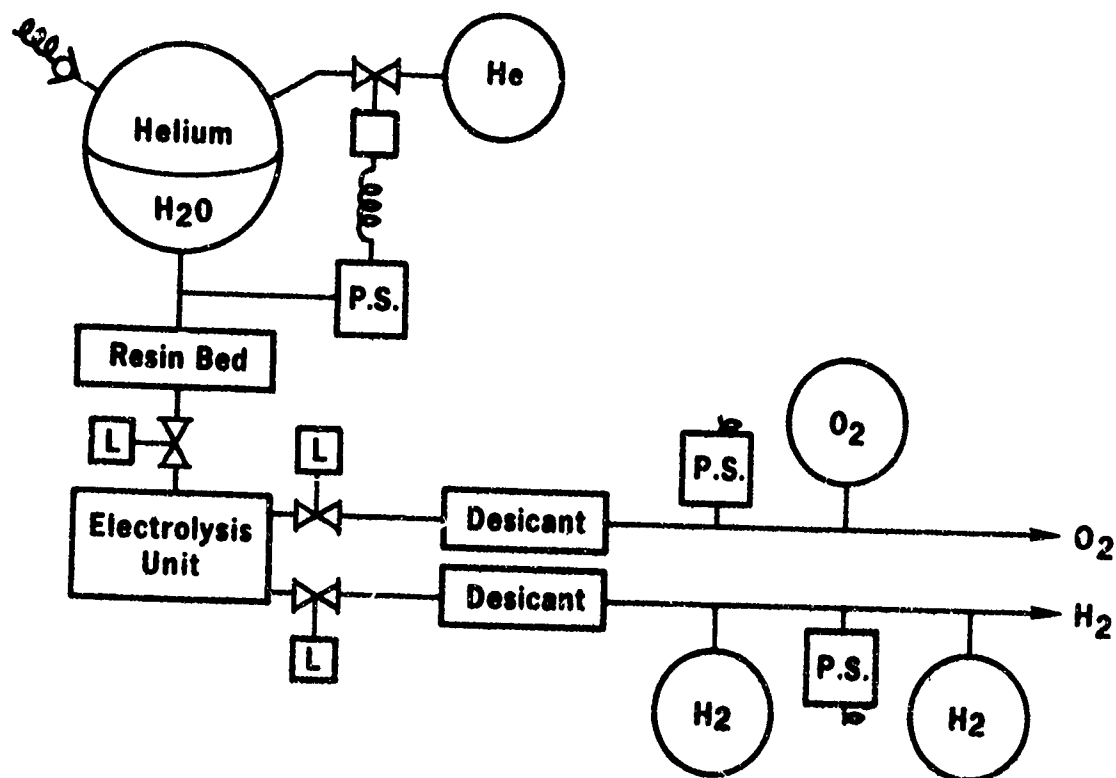 He
Helium
H2O
P.S.
Resin Bed
L
L
Electrolysis
Unit
Desicant
P.S.
O2
O2
Desicant
H2
L
H2
P.S.
H2